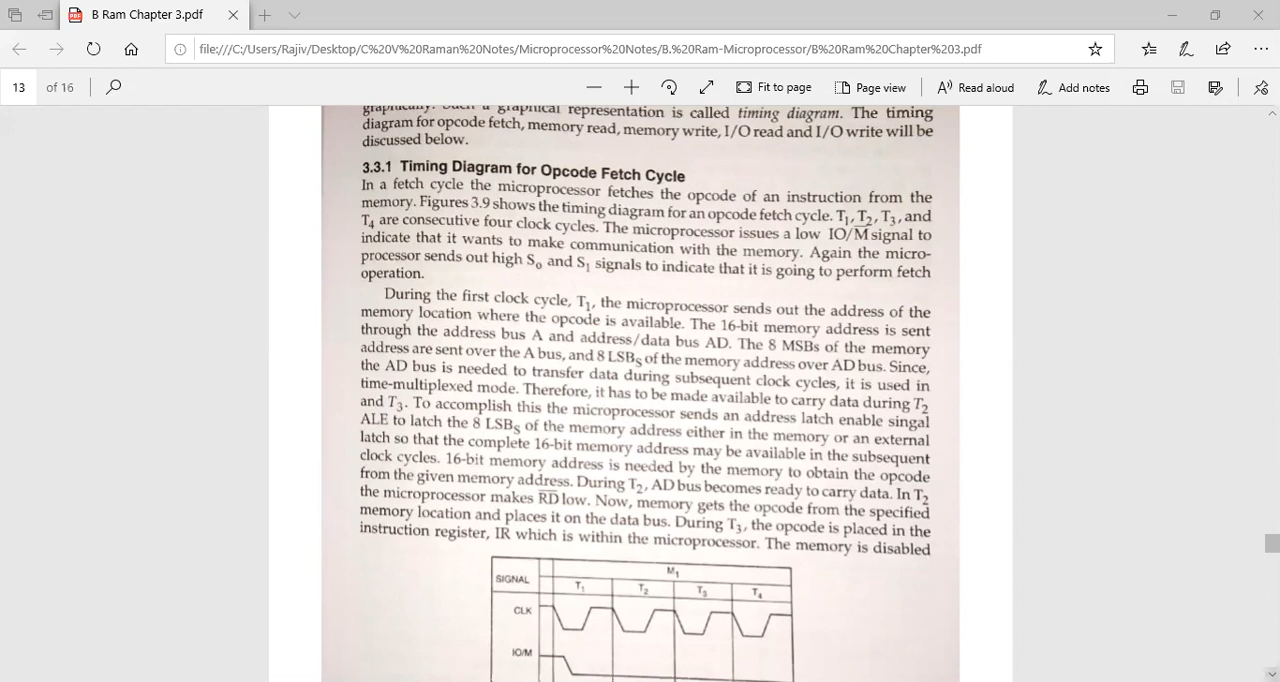 B Ram Chapter 3.pdf
file:///C:/Users/Rajiv/Desktop/C%20V%20Raman%20Notes/Microprocessor%20Notes/B.%20Ram-Microprocessor/B%20Ram%20Chapter%203.pdf
13 of 16 Fit to page Page view Read aloud Add notes
graphically. Such a graphical representation is called timing diagram. The timing
diagram for opcode fetch, memory read, memory write, I/O read and I/O write will be
discussed below.
3.3.1 Timing Diagram for Opcode Fetch Cycle
In a fetch cycle the microprocessor fetches the opcode of an instruction from the
memory. Figures 3.9 shows the timing diagram for an opcode fetch cycle. T₁, T₂, T₃, and
T₄ are consecutive four clock cycles. The microprocessor issues a low IO/M̅ signal to
indicate that it wants to make communication with the memory. Again the micro-
processor sends out high S₀ and S₁ signals to indicate that it is going to perform fetch
operation.
During the first clock cycle, T₁, the microprocessor sends out the address of the
memory location where the opcode is available. The 16-bit memory address is sent
through the address bus A and address/data bus AD. The 8 MSBs of the memory
address are sent over the A bus, and 8 LSBs of the memory address over AD bus. Since,
the AD bus is needed to transfer data during subsequent clock cycles, it is used in
time-multiplexed mode. Therefore, it has to be made available to carry data during T₂
and T₃. To accomplish this the microprocessor sends an address latch enable singal
ALE to latch the 8 LSBs of the memory address either in the memory or an external
latch so that the complete 16-bit memory address may be available in the subsequent
clock cycles. 16-bit memory address is needed by the memory to obtain the opcode
from the given memory address. During T₂, AD bus becomes ready to carry data. In T₂
the microprocessor makes R̅D̅ low. Now, memory gets the opcode from the specified
memory location and places it on the data bus. During T₃, the opcode is placed in the
instruction register, IR which is within the microprocessor. The memory is disabled
M₁
SIGNAL T₁ T₂ T₃ T₄
CLK
IO/M